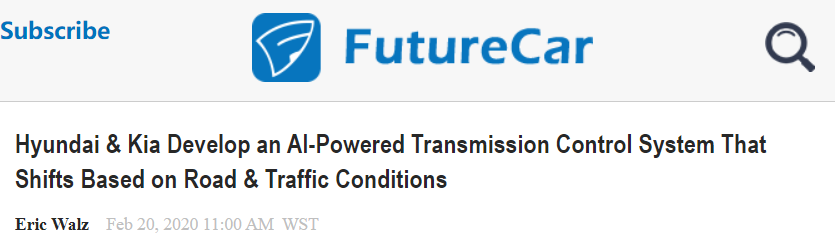 Subscribe
FutureCar
Hyundai & Kia Develop an AI-Powered Transmission Control System That
Shifts Based on Road & Traffic Conditions
Eric Walz Feb 20, 2020 11:00 AM WST